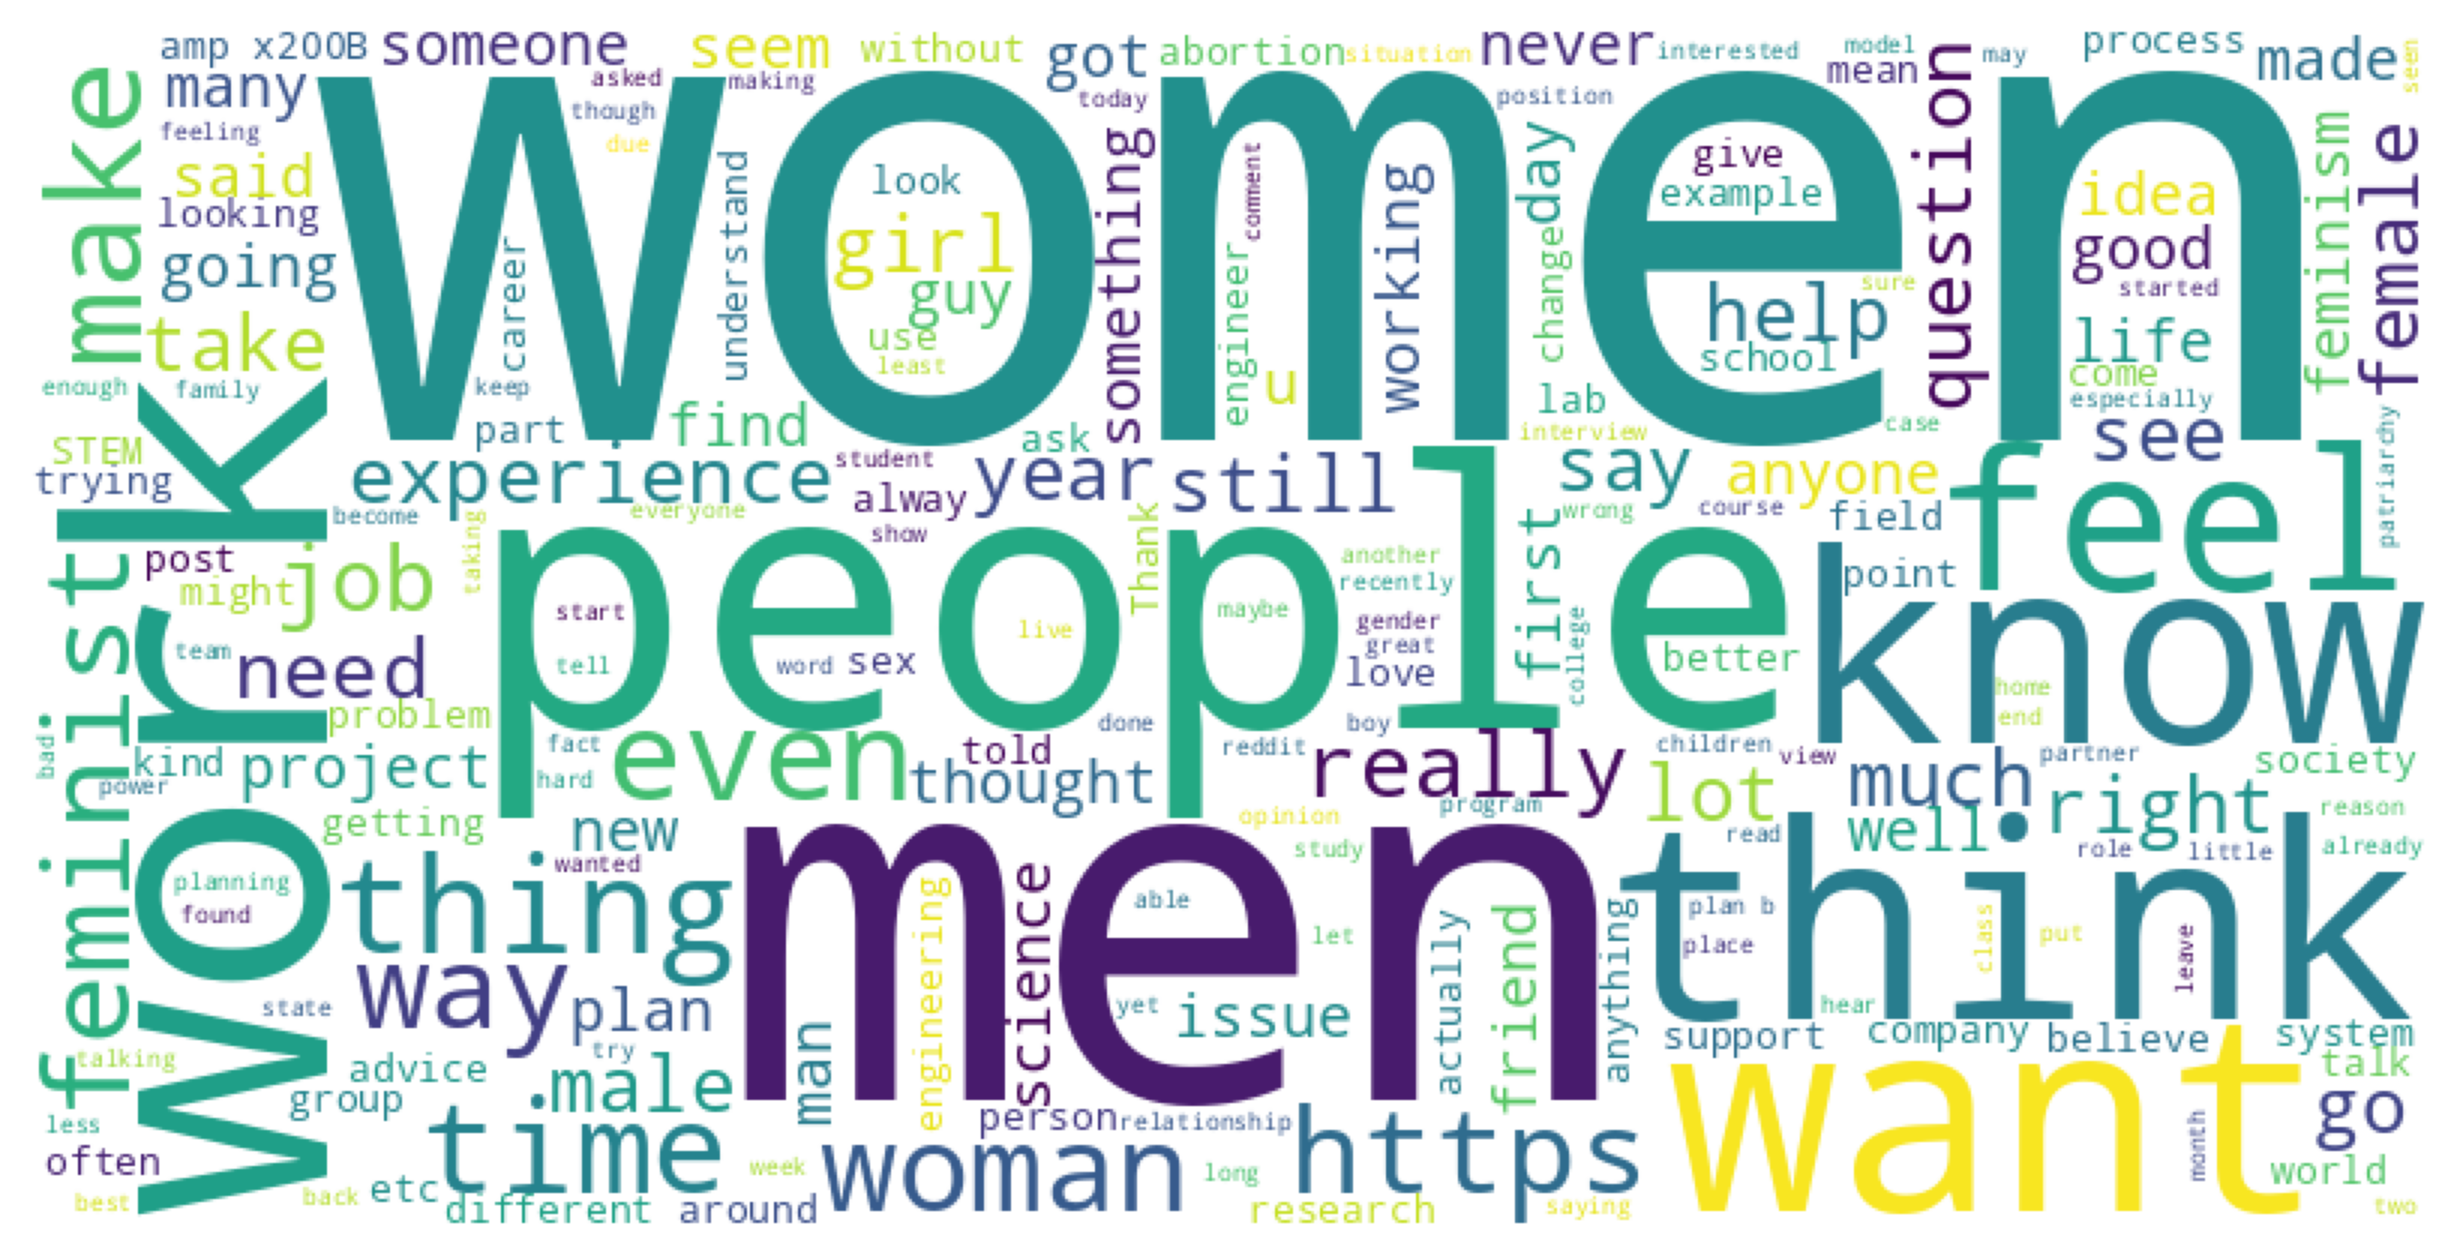 amp x200B
someone
seem
without
got
abortion
situation
never
interested
model
may
process
made
seen
many
asked
making
today
position
mean
question
feeling
though
due
make
women
said
look
something
comment
working
give
example
idea
feminism
female
looking
girl
understand
career
going
guy
engineer
change
day
good
sure
started
take
use
least
u
help
school
life
come
enough
family
keep
lab
especially
STEM
part
find
ask
interview
case
see
patriarchy
trying
experience
student
alway
year
still
say
anyone
feel
become
everyone
show
wrong
course
field
post
taking
Thank
another
first
point
might
job
recently
know
work
feminist
start
live
maybe
gender
college
team
need
tell
people
word
sex
great
love
better
home
problem
done
boy
end
bad
kind
project
fact
even
told
reddit
really
children
view
partner
society
power
hard
thought
program
lot
much
right
reason
getting
new
opinion
read
well
role
little
already
wanted
study
think
planning
thing
engineering
science
men
able
friend
anything
plan b
found
let
actually
place
class
put
leave
state
way
plan
yet
issue
hear
talking
try
man
support
company
believe
system
advice
male
want
talk
group
person
relationship
https
go
less
time
often
week
woman
long
month
world
best
back
etc
different
around
research
saying
two